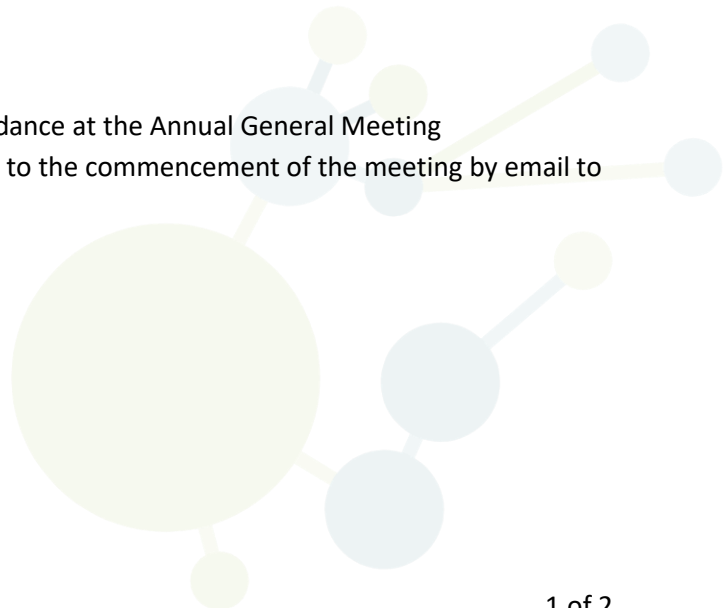 dance at the Annual General Meeting
to the commencement of the meeting by email to
1 of 2